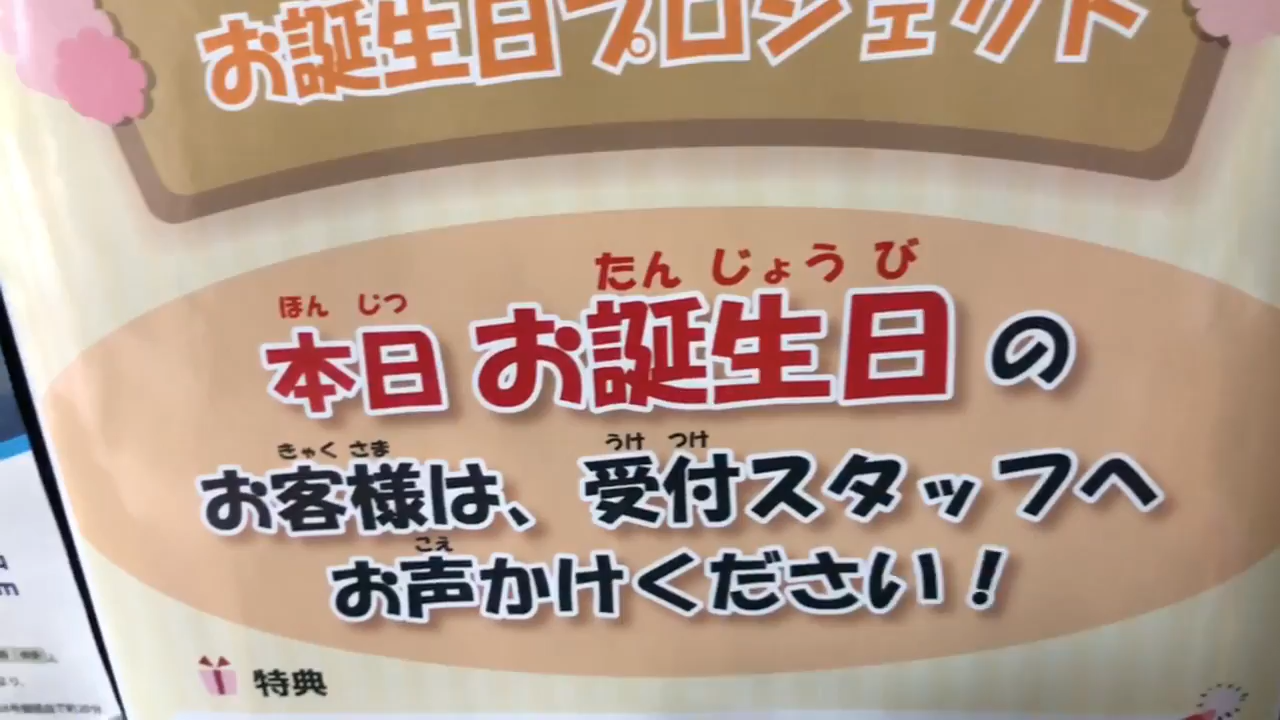 お誕生日プロジェクト
ほん じつ たん じょう び
本日お誕生日の
きゃく さま うけ つけ
お客様は、受付スタッフへ
こえ
お声かけください!
特典